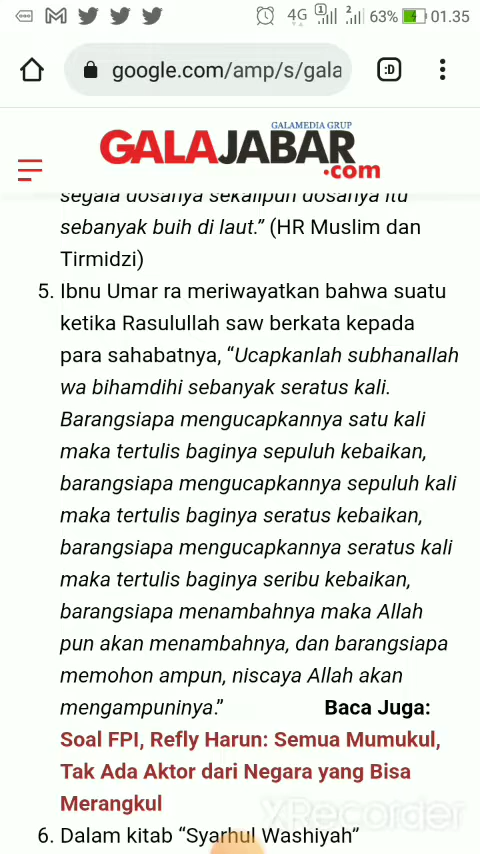 4G 1 2 63% 01.35
google.com/amp/s/gala
:D
GALAMEDIA GRUP
GALAJABAR
.com
segala dosanya sekalipun dosanya itu
sebanyak buih di laut.” (HR Muslim dan
Tirmidzi)
5. Ibnu Umar ra meriwayatkan bahwa suatu
ketika Rasulullah saw berkata kepada
para sahabatnya, “Ucapkanlah subhanallah
wa bihamdihi sebanyak seratus kali.
Barangsiapa mengucapkannya satu kali
maka tertulis baginya sepuluh kebaikan,
barangsiapa mengucapkannya sepuluh kali
maka tertulis baginya seratus kebaikan,
barangsiapa mengucapkannya seratus kali
maka tertulis baginya seribu kebaikan,
barangsiapa menambahnya maka Allah
pun akan menambahnya, dan barangsiapa
memohon ampun, niscaya Allah akan
mengampuninya.” Baca Juga:
Soal FPI, Refly Harun: Semua Mumukul,
Tak Ada Aktor dari Negara yang Bisa
Merangkul
XRecorder
6. Dalam kitab “Syarhul Washiyah”